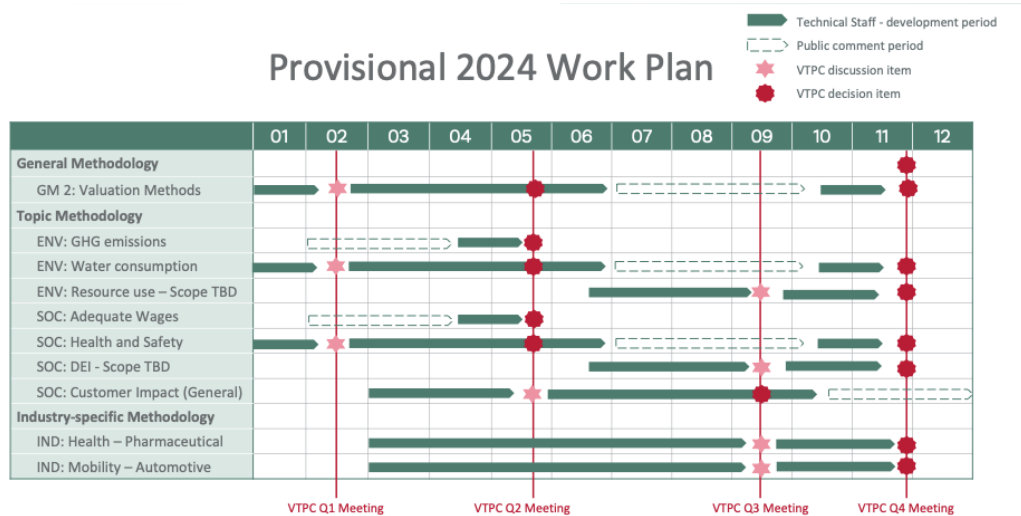 Technical Staff - development period
Public comment period
Provisional 2024 Work Plan
VTPC discussion item
VTPC decision item
01 02 03 04 05 06 07 08 09 10 11 12
General Methodology
GM 2: Valuation Methods
Topic Methodology
ENV: GHG emissions
ENV: Water consumption
ENV: Resource use – Scope TBD
SOC: Adequate Wages
SOC: Health and Safety
SOC: DEI - Scope TBD
SOC: Customer Impact (General)
Industry-specific Methodology
IND: Health – Pharmaceutical
IND: Mobility – Automotive
VTPC Q1 Meeting VTPC Q2 Meeting VTPC Q3 Meeting VTPC Q4 Meeting